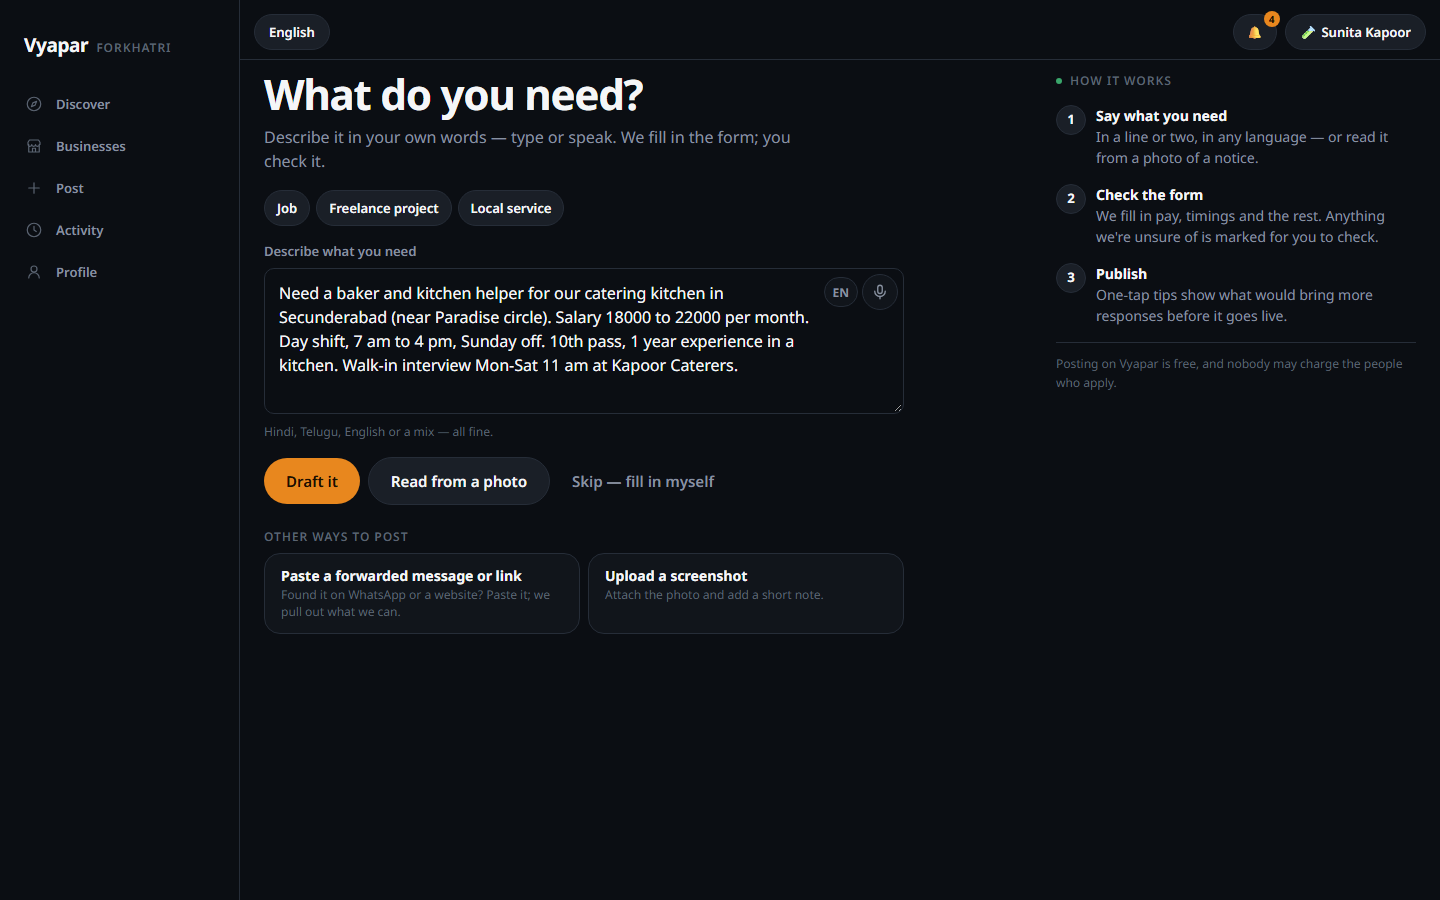 Vyapar FORKHATRI
Discover
Businesses
Post
Activity
Profile
English
4
Sunita Kapoor
What do you need?
Describe it in your own words — type or speak. We fill in the form; you
check it.
Job
Freelance project
Local service
Describe what you need
Need a baker and kitchen helper for our catering kitchen in
Secunderabad (near Paradise circle). Salary 18000 to 22000 per month.
Day shift, 7 am to 4 pm, Sunday off. 10th pass, 1 year experience in a
kitchen. Walk-in interview Mon-Sat 11 am at Kapoor Caterers.
EN
Hindi, Telugu, English or a mix — all fine.
Draft it
Read from a photo
Skip — fill in myself
OTHER WAYS TO POST
Paste a forwarded message or link
Found it on WhatsApp or a website? Paste it; we
pull out what we can.
Upload a screenshot
Attach the photo and add a short note.
HOW IT WORKS
1
Say what you need
In a line or two, in any language — or read it
from a photo of a notice.
2
Check the form
We fill in pay, timings and the rest. Anything
we're unsure of is marked for you to check.
3
Publish
One-tap tips show what would bring more
responses before it goes live.
Posting on Vyapar is free, and nobody may charge the people
who apply.